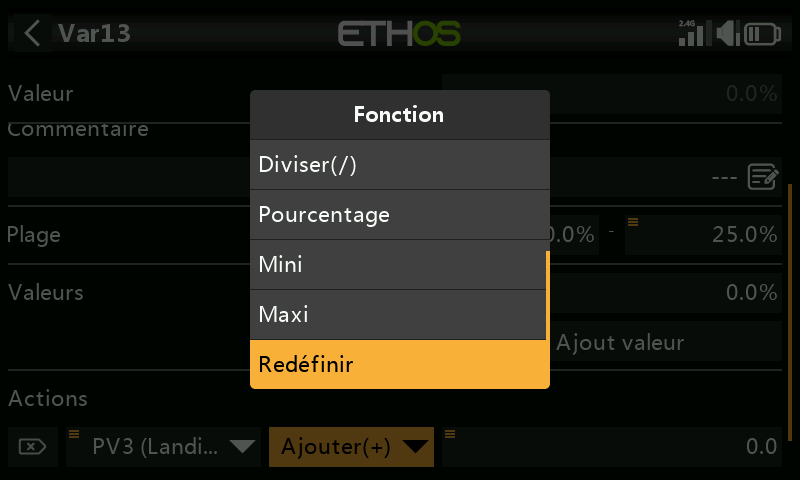 Var13
ETHOS
2.4G
Valeur
0.0%
Commentaire
---
Plage
0.0%
-
25.0%
Valeurs
0.0%
Ajout valeur
Actions
PV3 (Landi...
Ajouter(+)
0.0
Fonction
Diviser(/)
Pourcentage
Mini
Maxi
Redéfinir